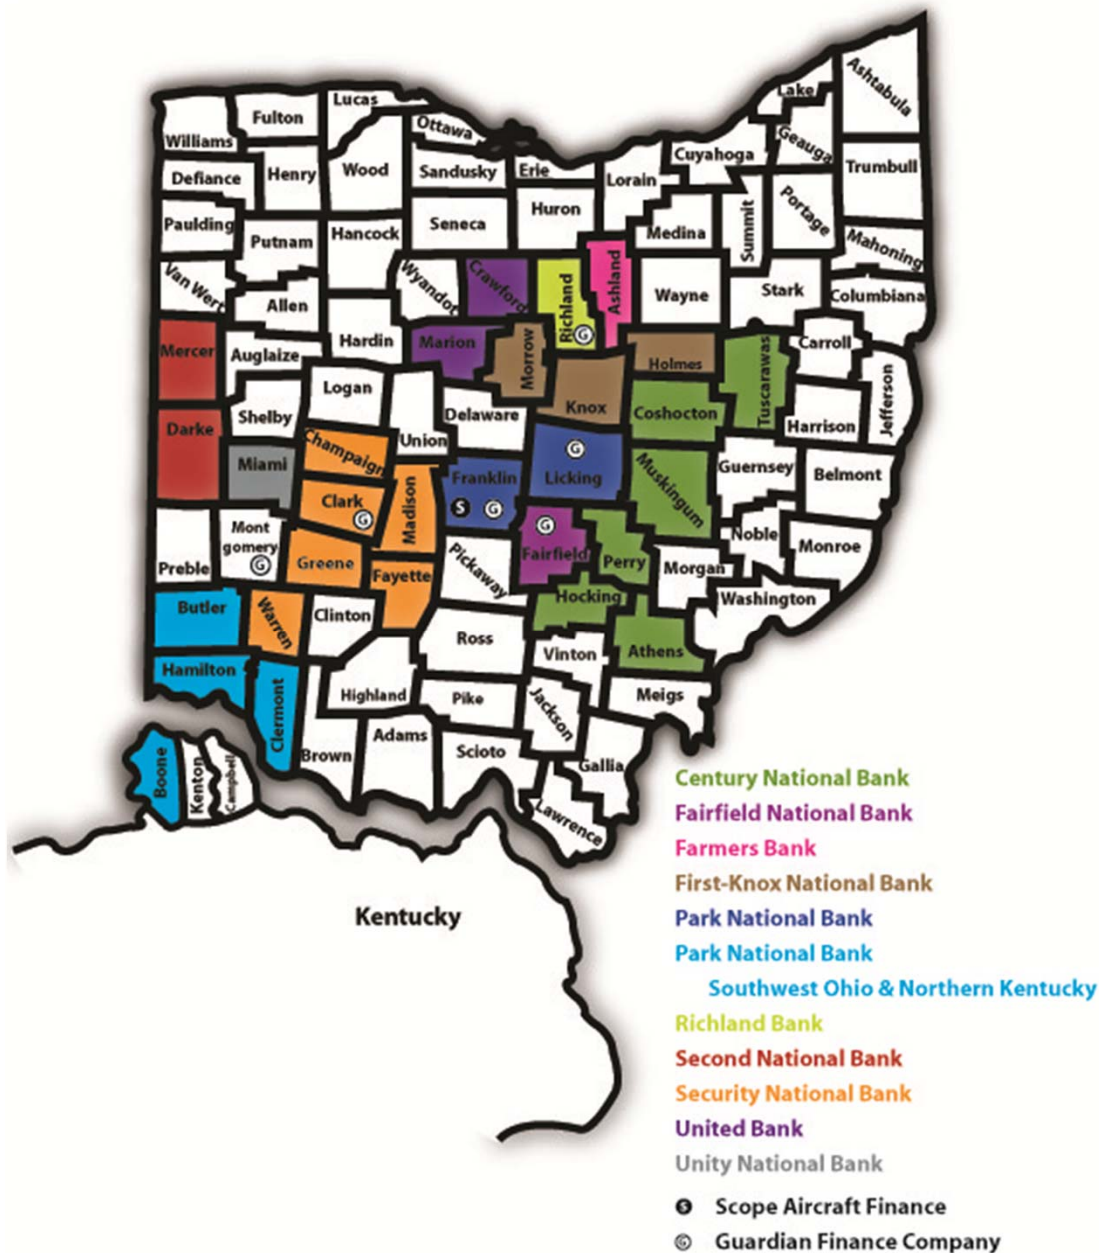 Ashtabula
Lake
Lucas
Fulton
Ottawa
Geauga
Williams
Cuyahoga
Trumbull
Wood
Sandusky
Erie
Henry
Defiance
Lorain
Portage
Huron
Summit
Paulding
Seneca
Medina
Hancock
Putnam
Mahoning
Van Wert
Wyandot
Crawford
Richland
G
Ashland
Wayne
Stark
Columbiana
Allen
Hardin
Marion
Morrow
Carroll
Mercer
Auglaize
Holmes
Tuscarawas
Logan
Knox
Jefferson
Shelby
Delaware
Coshocton
Harrison
Darke
Union
Champaign
G
Miami
Franklin
Licking
Muskingum
Guernsey
Belmont
Clark
G
Madison
S G
G
Mont
gomery
G
Noble
Monroe
Preble
Greene
Fayette
Pickaway
Fairfield
Perry
Morgan
Hocking
Washington
Butler
Warren
Clinton
Ross
Vinton
Athens
Hamilton
Clermont
Highland
Pike
Jackson
Meigs
Brown
Adams
Scioto
Gallia
Boone
Kenton
Campbell
Lawrence
Kentucky
Century National Bank
Fairfield National Bank
Farmers Bank
First-Knox National Bank
Park National Bank
Park National Bank
Southwest Ohio & Northern Kentucky
Richland Bank
Second National Bank
Security National Bank
United Bank
Unity National Bank
S Scope Aircraft Finance
G Guardian Finance Company